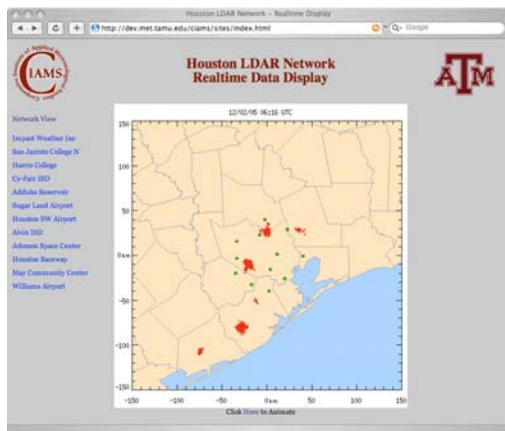 Houston LDAR Network - Realtime Display
http://dev.met.tamu.edu/ciams/sites/index.html
Google
CIAMS
Houston LDAR Network
Realtime Data Display
A&M
Network View
Impact Weather Inc
San Jacinto College N
Harris College
Cy-Fair ISD
Addicks Reservoir
Sugar Land Airport
Houston SW Airport
Alvin ISD
Johnson Space Center
Houston Raceway
May Community Center
Williams Airport
12/02/05 06:16 UTC
150
100
50
0 km
-50
-100
-150
-150 -100 -50 0 km 50 100 150
Click Here to Animate